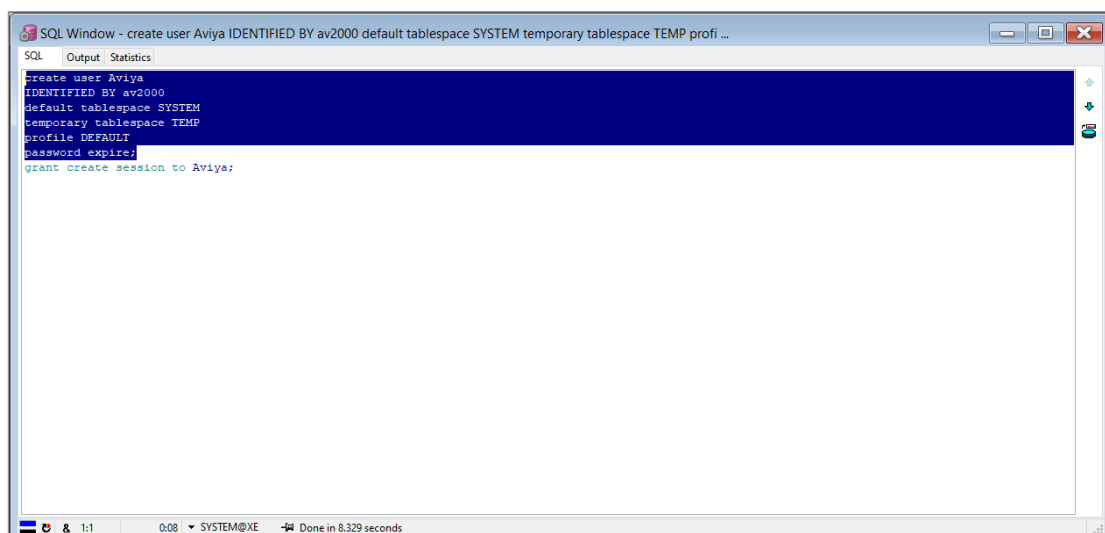 SQL Window - create user Aviya IDENTIFIED BY av2000 default tablespace SYSTEM temporary tablespace TEMP profi ...
SQL Output Statistics
create user Aviya
IDENTIFIED BY av2000
default tablespace SYSTEM
temporary tablespace TEMP
profile DEFAULT
password expire;
grant create session to Aviya;
& 1:1 0:08 SYSTEM@XE Done in 8.329 seconds